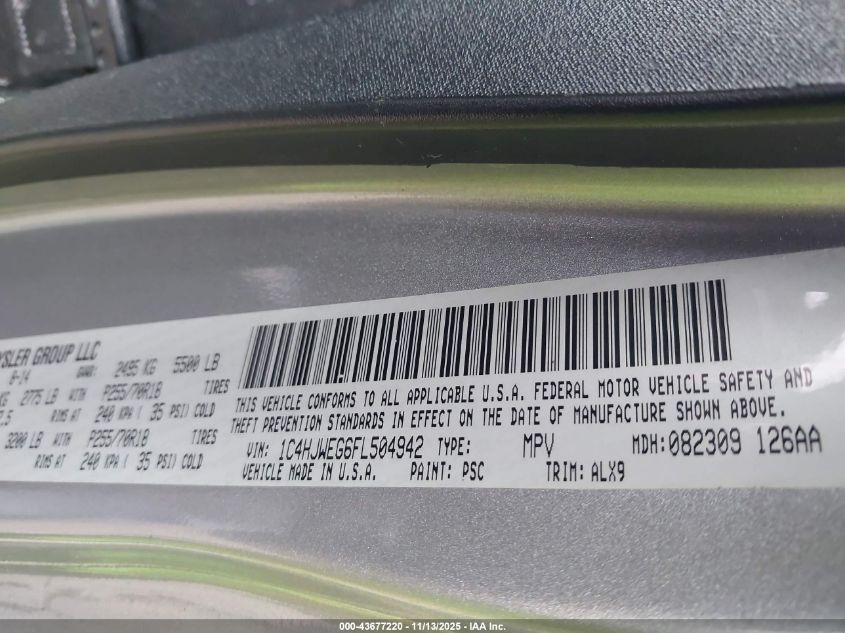 YSLER GROUP LLC
8-14 GAWR: 2495 KG 5500 LB
KG 2775 LB WITH P255/70R18 TIRES
2.5 RIMS AT 240 KPA ( 35 PSI) COLD
3200 LB WITH P255/70R18 TIRES
RIMS AT 240 KPA ( 35 PSI) COLD
THIS VEHICLE CONFORMS TO ALL APPLICABLE U.S.A. FEDERAL MOTOR VEHICLE SAFETY AND
THEFT PREVENTION STANDARDS IN EFFECT ON THE DATE OF MANUFACTURE SHOWN ABOVE.
VIN: 1C4HJWEG6FL504942 TYPE: MPV MDH:082309 126AA
VEHICLE MADE IN U.S.A. PAINT: PSC TRIM: ALX9
000-43677220 - 11/13/2025 - IAA Inc.